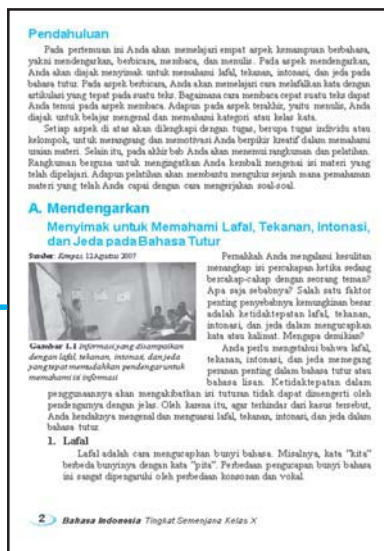 Pendahuluan
Pada pertemuan ini Anda akan memelajari empat aspek kemampuan berbahasa,
yakni mendengarkan, berbicara, membaca, dan menulis. Pada aspek mendengarkan,
Anda akan diajak menyimak untuk memahami lafal, tekanan, intonasi, dan jeda pada
bahasa tutur. Pada aspek berbicara, Anda akan memelajari cara melafalkan kata dengan
artikulasi yang tepat pada suatu teks. Bagaimana cara membaca cepat suatu teks dapat
Anda temui pada aspek membaca. Adapun pada aspek terakhir, yaitu menulis, Anda
diajak untuk belajar mengenal dan memahami kategori atau kelas kata.
Setiap aspek di atas akan dilengkapi dengan tugas, berupa tugas individu atau
kelompok, untuk merangsang dan memotivasi Anda berpikir kreatif dalam memahami
uraian materi. Selain itu, pada akhir bab Anda akan menemui rangkuman dan pelatihan.
Rangkuman berguna untuk mengingatkan Anda kembali mengenai isi materi yang
telah dipelajari. Adapun pelatihan akan membantu mengukur sejauh mana pemahaman
materi yang telah Anda capai dengan cara mengerjakan soal-soal.
A. Mendengarkan
Menyimak untuk Memahami Lafal, Tekanan, Intonasi,
dan Jeda pada Bahasa Tutur
Sumber: Kompas, 12 Agustus 2007
Gambar 1.1 Informasi yang disampaikan
dengan lafal, tekanan, intonasi, dan jeda
yang tepat memudahkan pendengar untuk
memahami isi informasi
Pernahkah Anda mengalami kesulitan
menangkap isi percakapan ketika sedang
bercakap-cakap dengan seorang teman?
Apa saja sebabnya? Salah satu faktor
penting penyebabnya kemungkinan besar
adalah ketidaktepatan lafal, tekanan,
intonasi, dan jeda dalam mengucapkan
kata atau kalimat. Mengapa demikian?
Anda perlu mengetahui bahwa lafal,
tekanan, intonasi, dan jeda memegang
peranan penting dalam bahasa tutur atau
bahasa lisan. Ketidaktepatan dalam
penggunaannya akan mengakibatkan isi tuturan tidak dapat dimengerti oleh
pendengarnya dengan jelas. Oleh karena itu, agar terhindar dari kasus tersebut,
Anda hendaknya mengenal dan menguasai lafal, tekanan, intonasi, dan jeda dalam
bahasa tutur.
1. Lafal
Lafal adalah cara mengucapkan bunyi bahasa. Misalnya, kata "kita"
berbeda bunyinya dengan kata "pita". Perbedaan pengucapan bunyi bahasa
ini sangat dipengaruhi oleh perbedaan konsonan dan vokal.
2 Bahasa Indonesia Tingkat Semenjana Kelas X